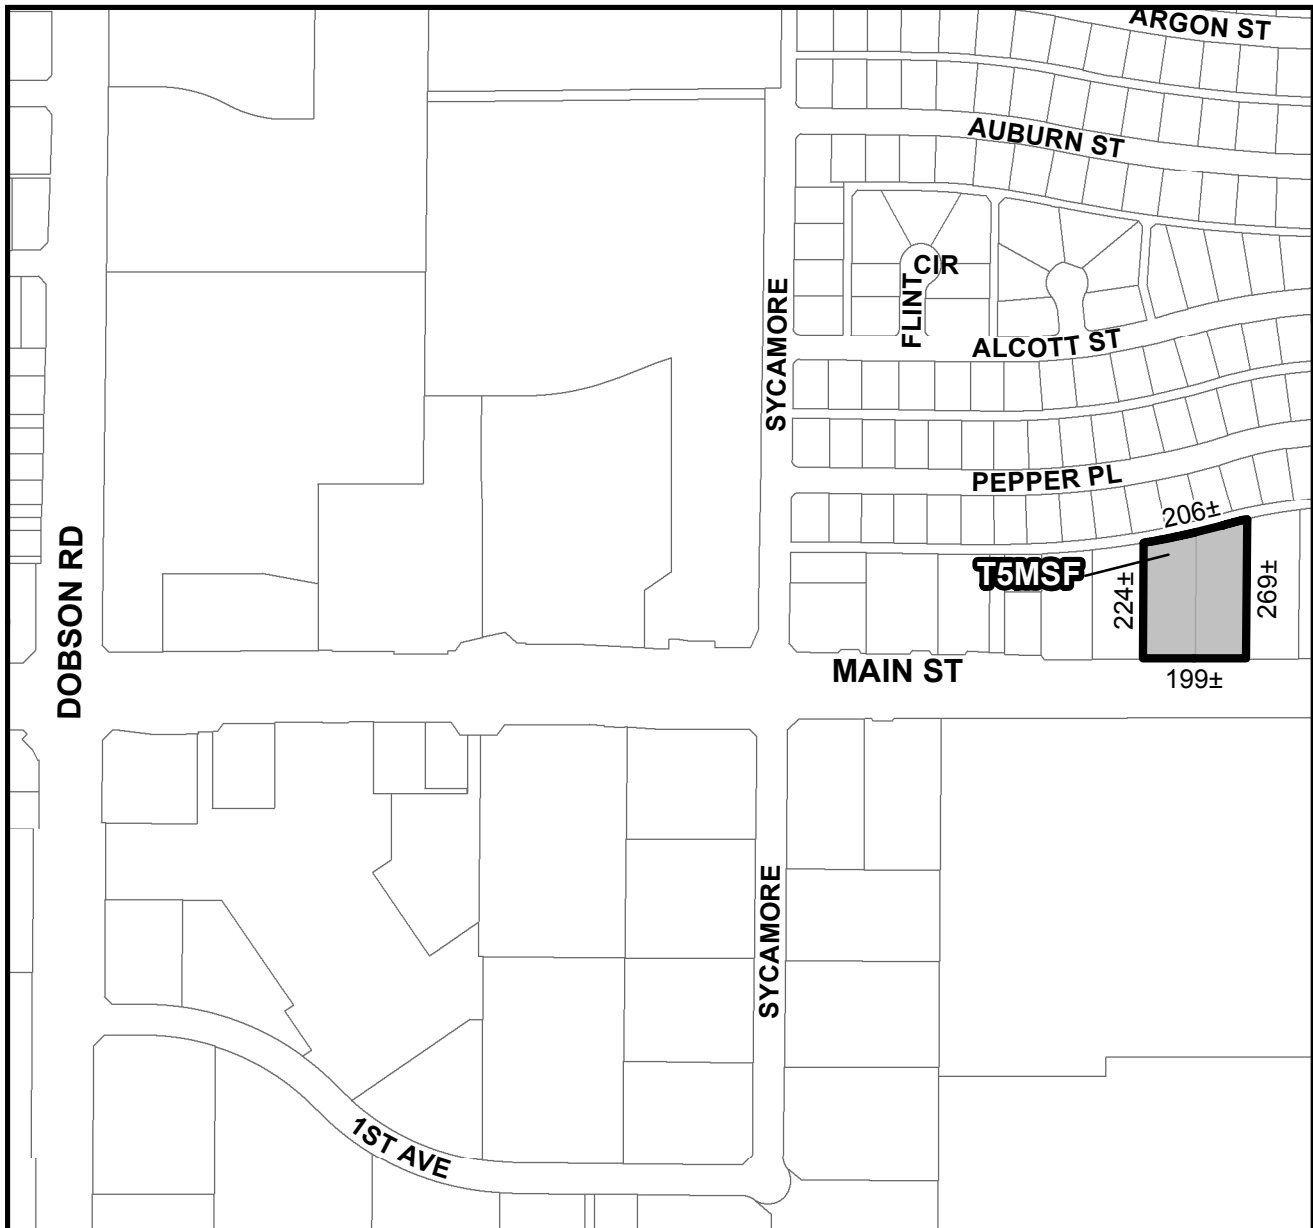 ARGON ST
AUBURN ST
CIR
FLINT
SYCAMORE
ALCOTT ST
PEPPER PL
206±
T5MSF
224±
269±
DOBSON RD
MAIN ST
199±
SYCAMORE
1ST AVE